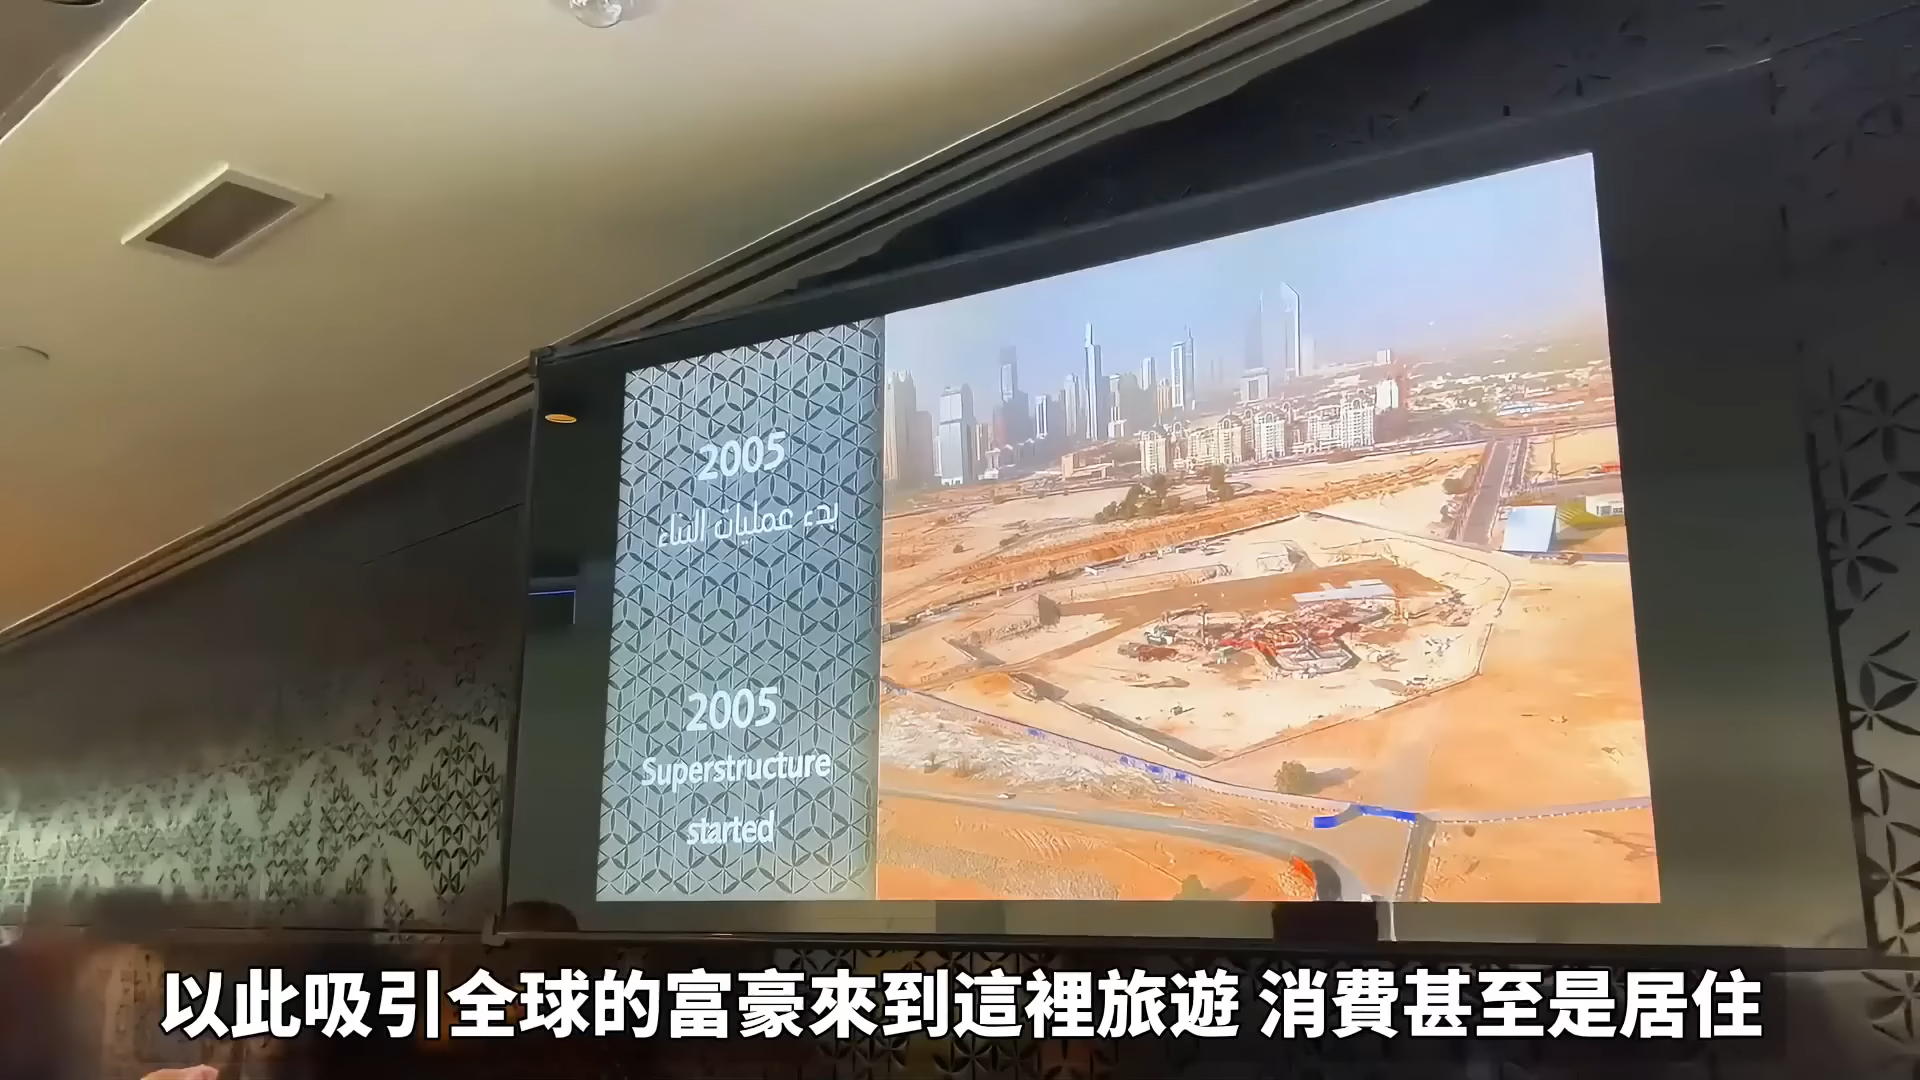 2005
بدء عمليات البناء
2005
Superstructure
started
以此吸引全球的富豪來到這裡旅遊 消費甚至是居住